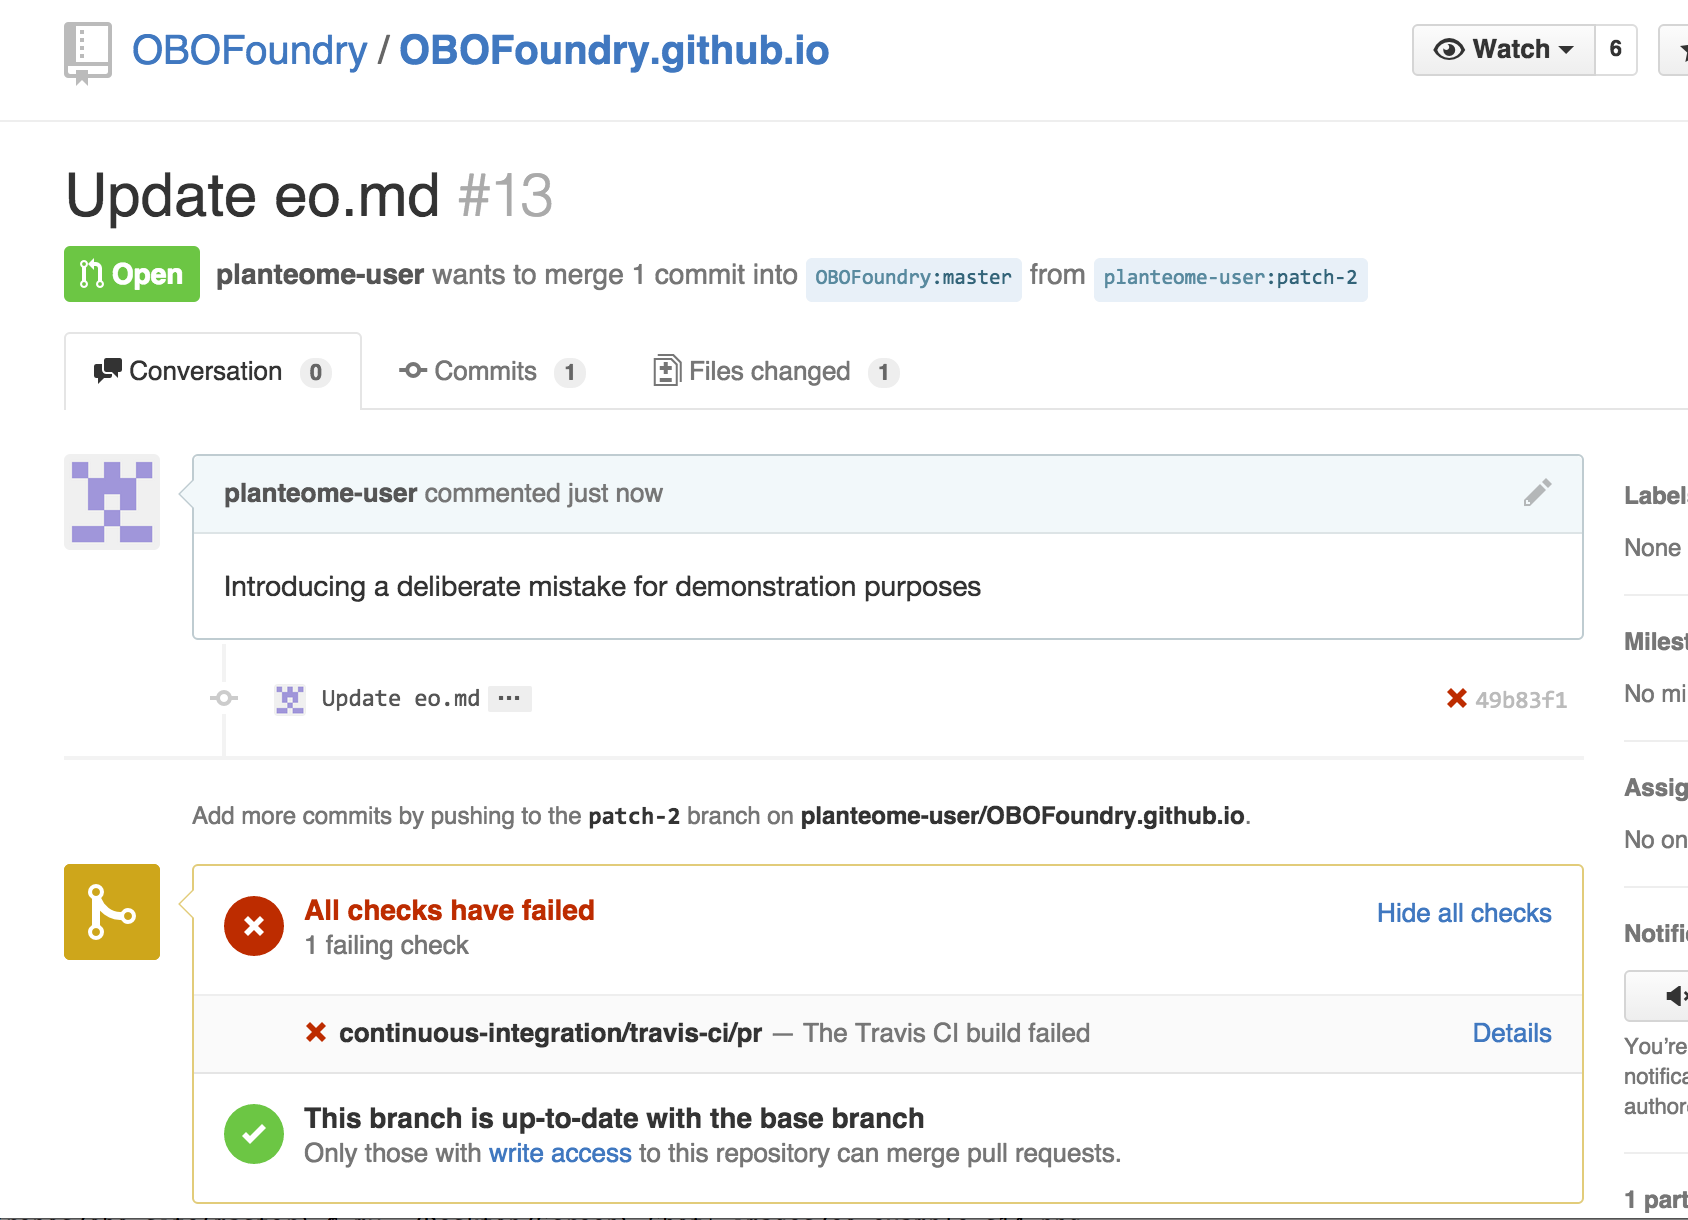 OBOFoundry / OBOFoundry.github.io
Watch 6
Update eo.md #13
Open planteome-user wants to merge 1 commit into OBOFoundry:master from planteome-user:patch-2
Conversation 0 Commits 1 Files changed 1
planteome-user commented just now
Introducing a deliberate mistake for demonstration purposes
Update eo.md ...
49b83f1
Add more commits by pushing to the patch-2 branch on planteome-user/OBOFoundry.github.io.
All checks have failed
Hide all checks
1 failing check
continuous-integration/travis-ci/pr — The Travis CI build failed
Details
This branch is up-to-date with the base branch
Only those with write access to this repository can merge pull requests.
Label
None
Milest
No mi
Assig
No on
Notifi
You're
notifica
author
1 part